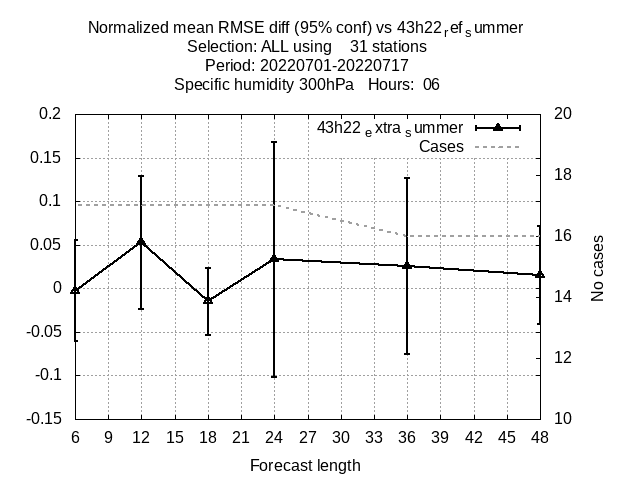 Normalized mean RMSE diff (95% conf) vs 43h22refsummer
Selection: ALL using 31 stations
Period: 20220701-20220717
Specific humidity 300hPa Hours: 06
43h22extrasummer
Cases
0.2
0.15
0.1
0.05
0
-0.05
-0.1
-0.15
20
18
16
14
12
10
No cases
6 9 12 15 18 21 24 27 30 33 36 39 42 45 48
Forecast length